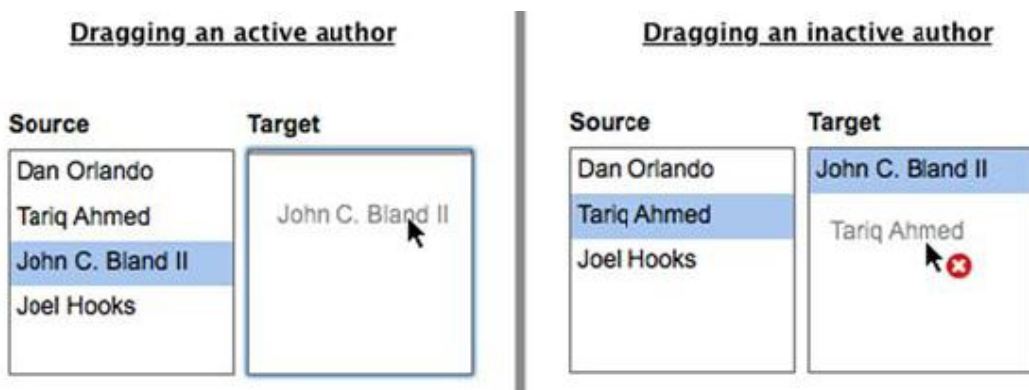 Dragging an active author
Source
Target
Dan Orlando
Tariq Ahmed
John C. Bland II
Joel Hooks
John C. Bland II
Dragging an inactive author
Source
Target
Dan Orlando
Tariq Ahmed
Joel Hooks
John C. Bland II
Tariq Ahmed